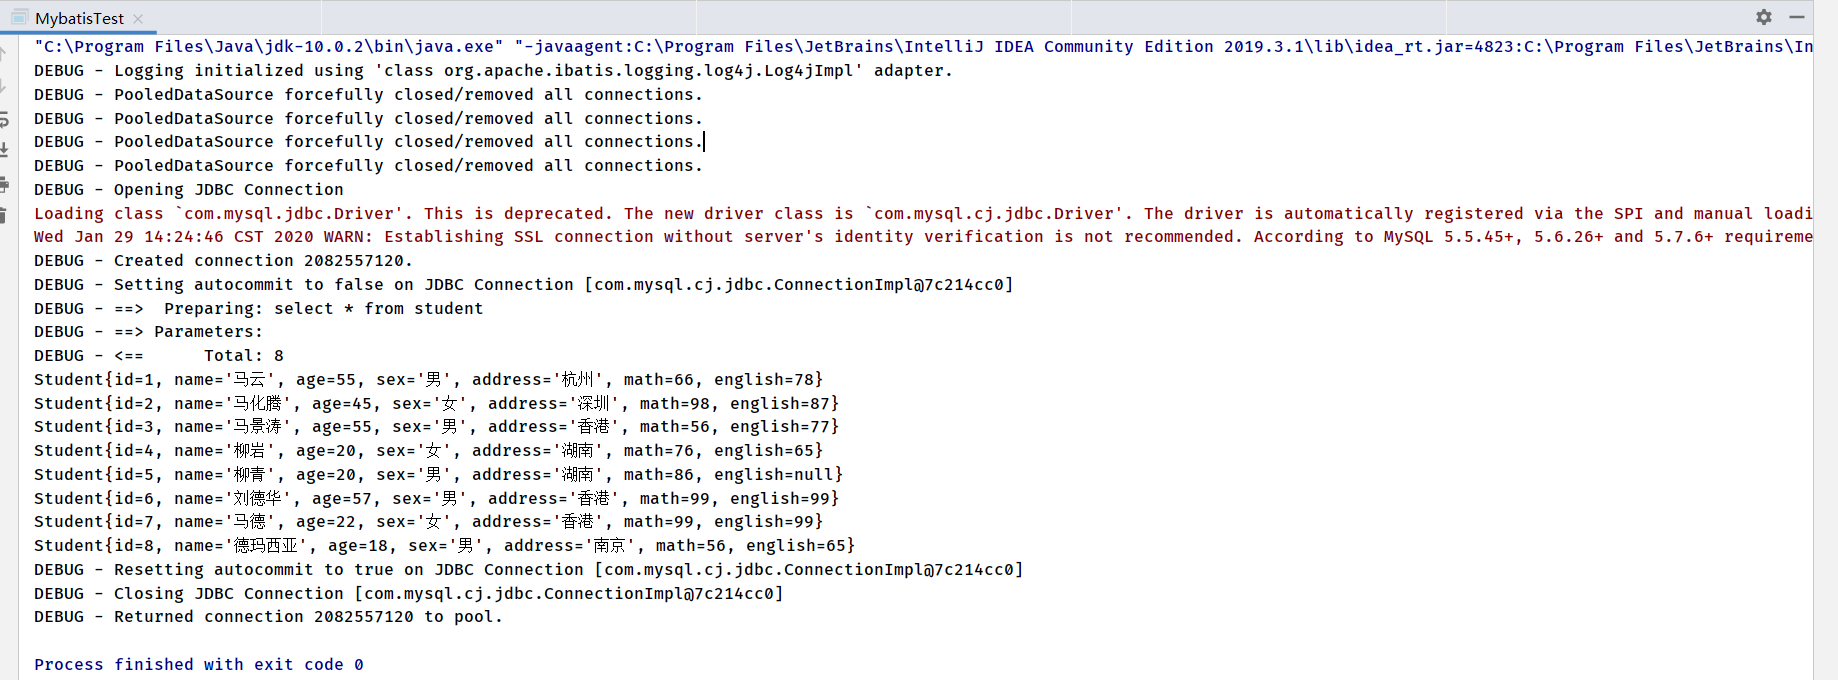 MybatisTest
"C:\Program Files\Java\jdk-10.0.2\bin\java.exe" "-javaagent:C:\Program Files\JetBrains\IntelliJ IDEA Community Edition 2019.3.1\lib\idea_rt.jar=4823:C:\Program Files\JetBrains\In
DEBUG - Logging initialized using 'class org.apache.ibatis.logging.log4j.Log4jImpl' adapter.
DEBUG - PooledDataSource forcefully closed/removed all connections.
DEBUG - PooledDataSource forcefully closed/removed all connections.
DEBUG - PooledDataSource forcefully closed/removed all connections.
DEBUG - PooledDataSource forcefully closed/removed all connections.
DEBUG - Opening JDBC Connection
Loading class `com.mysql.jdbc.Driver'. This is deprecated. The new driver class is `com.mysql.cj.jdbc.Driver'. The driver is automatically registered via the SPI and manual loadi
Wed Jan 29 14:24:46 CST 2020 WARN: Establishing SSL connection without server's identity verification is not recommended. According to MySQL 5.5.45+, 5.6.26+ and 5.7.6+ requireme
DEBUG - Created connection 2082557120.
DEBUG - Setting autocommit to false on JDBC Connection [com.mysql.cj.jdbc.ConnectionImpl@7c214cc0]
DEBUG - ==>  Preparing: select * from student
DEBUG - ==> Parameters:
DEBUG - <==      Total: 8
Student{id=1, name='马云', age=55, sex='男', address='杭州', math=66, english=78}
Student{id=2, name='马化腾', age=45, sex='女', address='深圳', math=98, english=87}
Student{id=3, name='马景涛', age=55, sex='男', address='香港', math=56, english=77}
Student{id=4, name='柳岩', age=20, sex='女', address='湖南', math=76, english=65}
Student{id=5, name='柳青', age=20, sex='男', address='湖南', math=86, english=null}
Student{id=6, name='刘德华', age=57, sex='男', address='香港', math=99, english=99}
Student{id=7, name='马德', age=22, sex='女', address='香港', math=99, english=99}
Student{id=8, name='德玛西亚', age=18, sex='男', address='南京', math=56, english=65}
DEBUG - Resetting autocommit to true on JDBC Connection [com.mysql.cj.jdbc.ConnectionImpl@7c214cc0]
DEBUG - Closing JDBC Connection [com.mysql.cj.jdbc.ConnectionImpl@7c214cc0]
DEBUG - Returned connection 2082557120 to pool.
Process finished with exit code 0